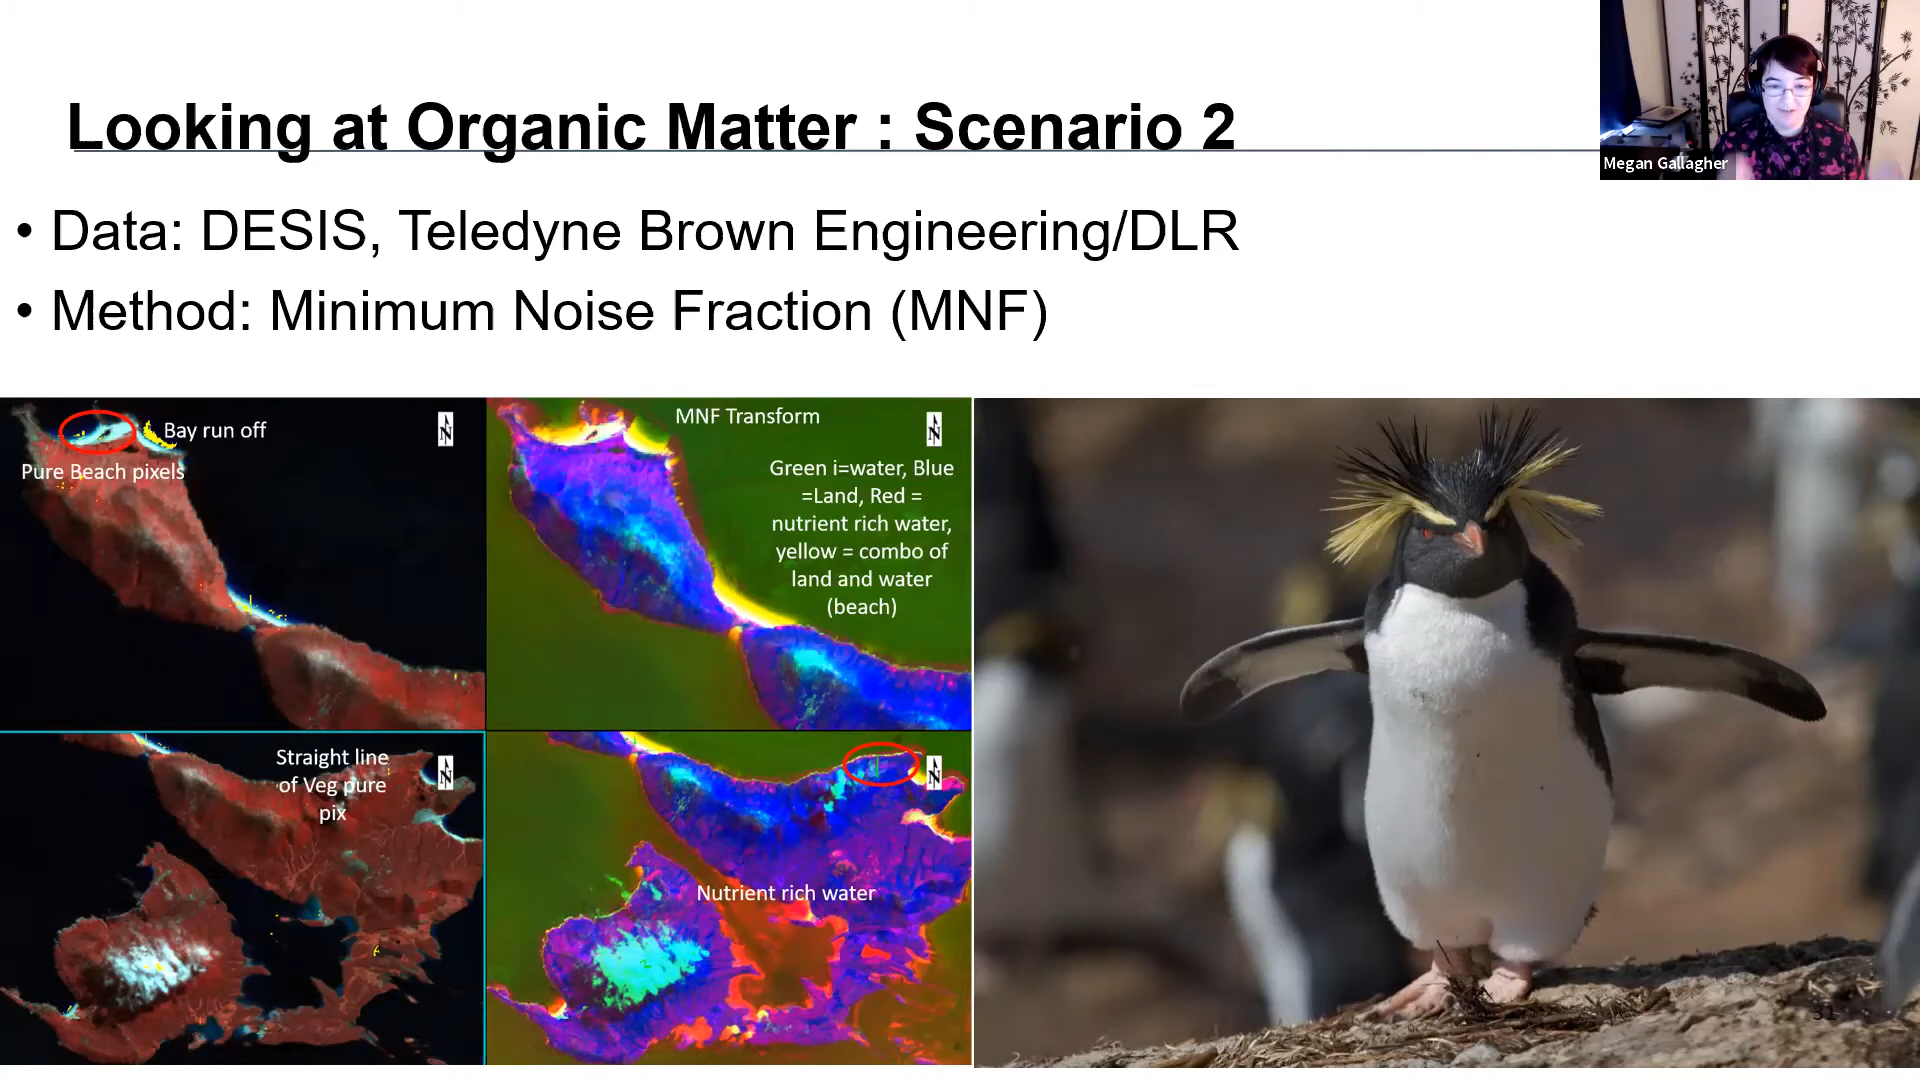 Looking at Organic Matter : Scenario 2
Megan Gallagher
• Data: DESIS, Teledyne Brown Engineering/DLR
• Method: Minimum Noise Fraction (MNF)
Bay run off
N
Pure Beach pixels
MNF Transform
N
Green i=water, Blue
=Land, Red =
nutrient rich water,
yellow = combo of
land and water
(beach)
Straight line
of Veg pure
pix
N
N
Nutrient rich water
31